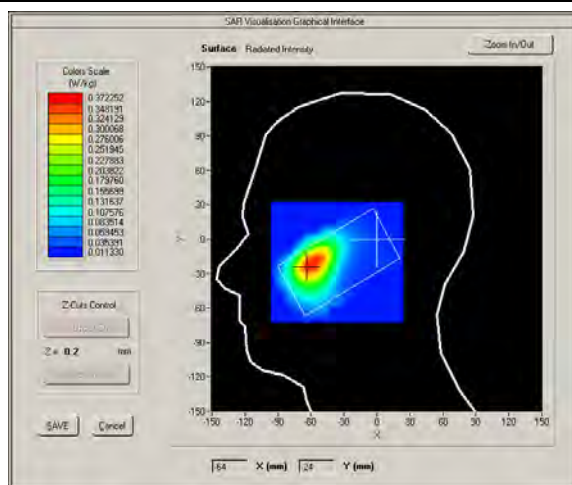 SAR Visualisation Graphical Interface
Surface Radiated Intensity
Zoom In/Out
Colors Scale
(W/kg)
0.372252
0.348191
0.324129
0.300068
0.276006
0.251945
0.227883
0.203822
0.179760
0.155699
0.131637
0.107576
0.083514
0.059453
0.035391
0.011330
150
120
90
60
30
0
-30
-60
-90
-120
-150
Y
-150 -120 -90 -60 -30 0 30 60 90 120 150
X
Z-Cuts Control
Z = 0.2 mm
SAVE Cancel
-64 X (mm) -24 Y (mm)